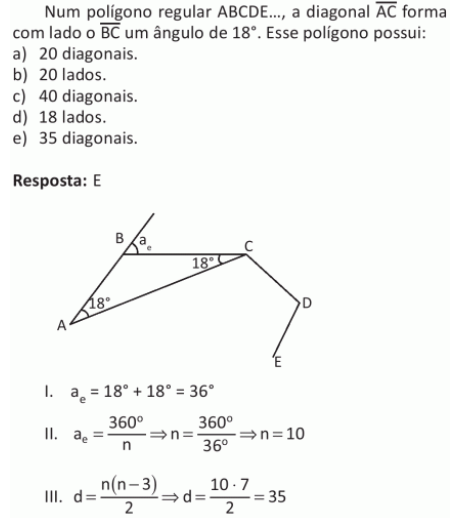 Num polígono regular ABCDE..., a diagonal AC forma
com lado o BC um ângulo de 18°. Esse polígono possui:
a) 20 diagonais.
b) 20 lados.
c) 40 diagonais.
d) 18 lados.
e) 35 diagonais.
Resposta: E
B a_e
C
18°
18°
D
A
E
I. a_e = 18° + 18° = 36°
II. a_e = 360°/n ⇒ n = 360°/36° ⇒ n = 10
III. d = n(n − 3)/2 ⇒ d = 10 · 7/2 = 35